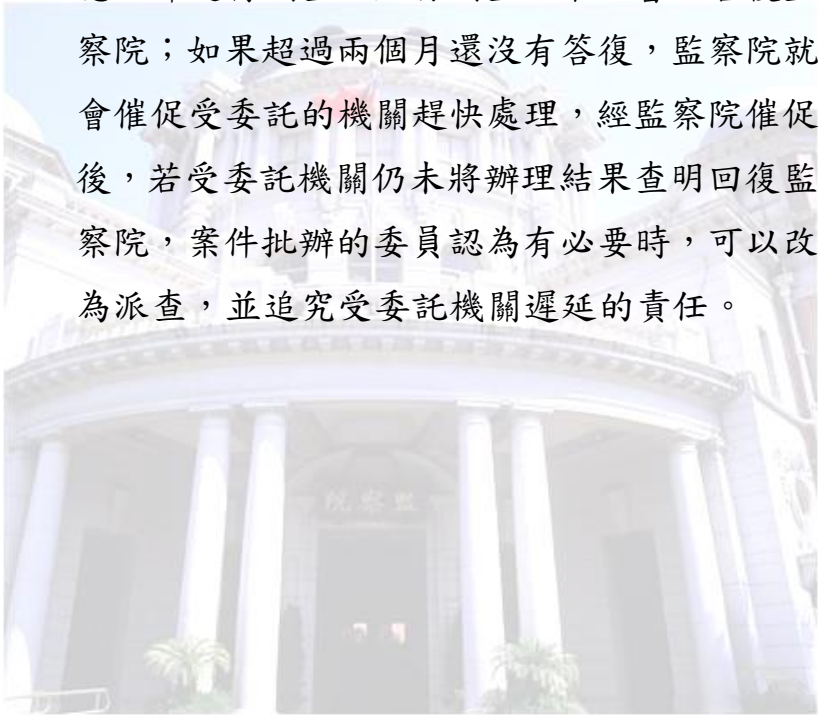 察院；如果超過兩個月還沒有答復，監察院就
會催促受委託的機關趕快處理，經監察院催促
後，若受委託機關仍未將辦理結果查明回復監
察院，案件批辦的委員認為有必要時，可以改
為派查，並追究受委託機關遲延的責任。
院察監